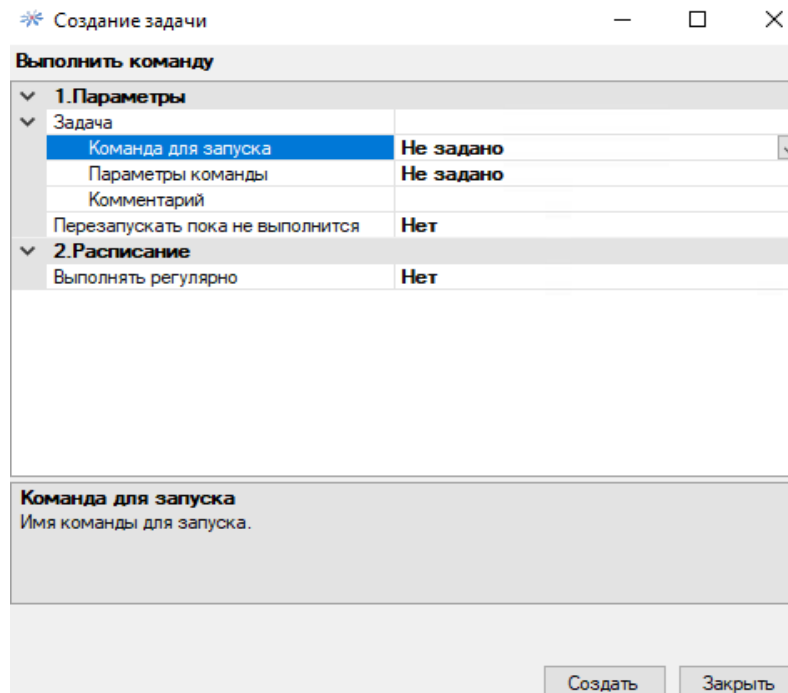 Создание задачи
Выполнить команду
1.Параметры
Задача
Команда для запуска Не задано
Параметры команды Не задано
Комментарий
Перезапускать пока не выполнится Нет
2.Расписание
Выполнять регулярно Нет
Команда для запуска
Имя команды для запуска.
Создать Закрыть